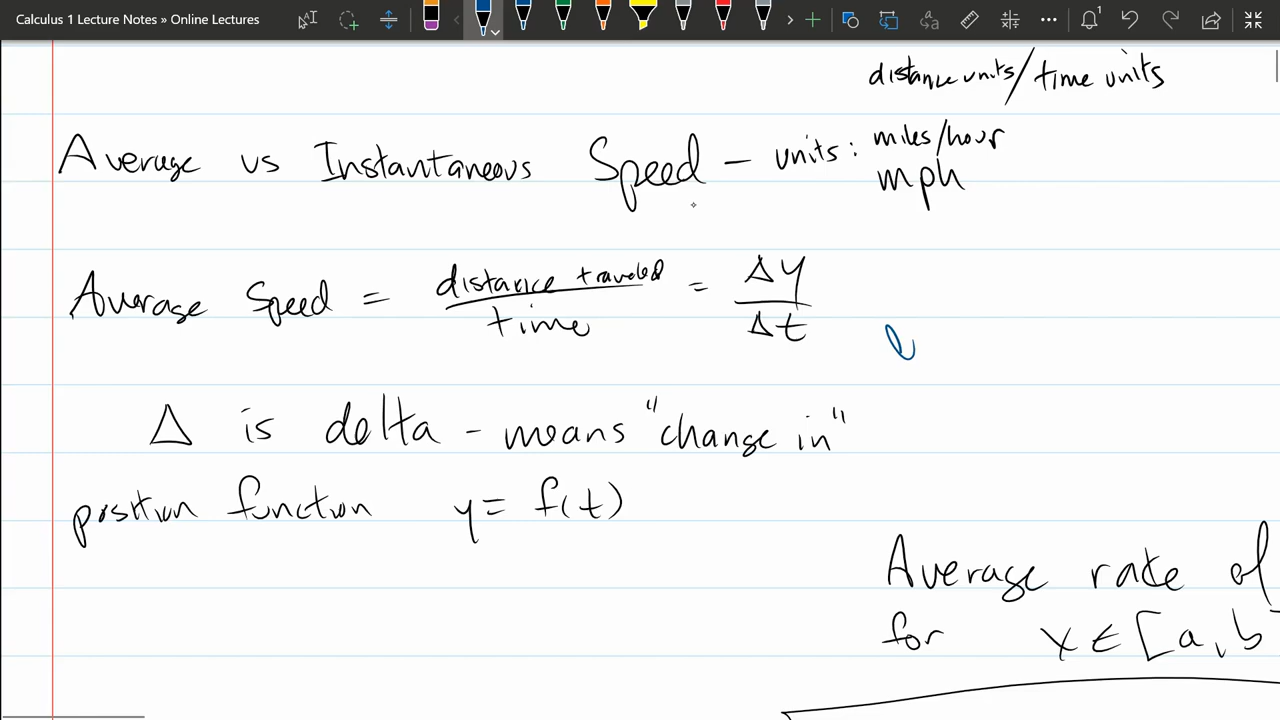 Calculus 1 Lecture Notes » Online Lectures
distance units/time units
Average vs Instantaneous Speed – units: miles/hour
mph
Average Speed = distance traveled / time = Δy / Δt
Δ is delta - means "change in"
position function y = f(t)
Average rate of
for x ∈ [a, b